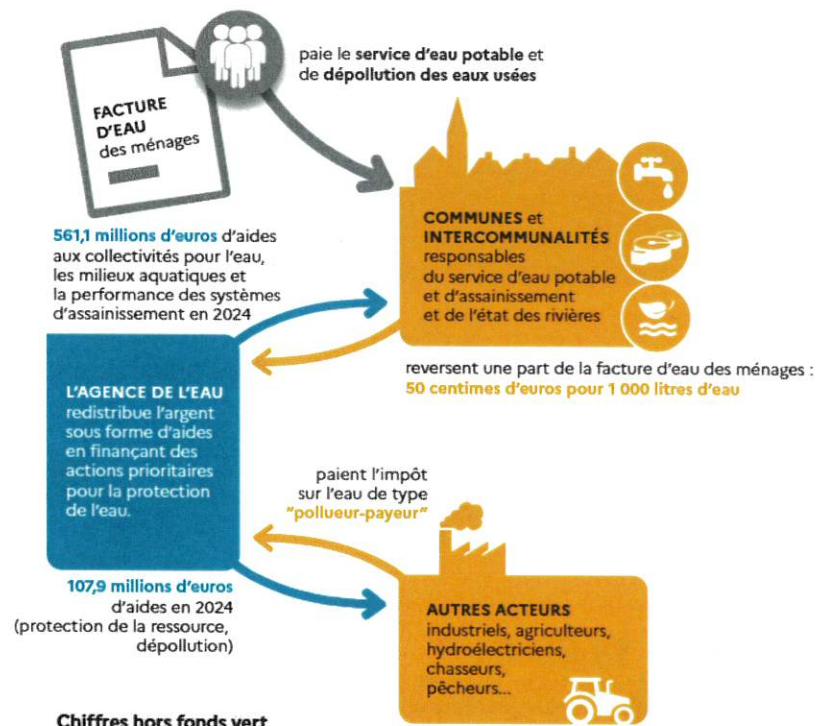 paie le service d'eau potable et
de dépollution des eaux usées
FACTURE
D'EAU
des ménages
561,1 millions d'euros d'aides
aux collectivités pour l'eau,
les milieux aquatiques et
la performance des systèmes
d'assainissement en 2024
COMMUNES et
INTERCOMMUNALITÉS
responsables
du service d'eau potable
et d'assainissement
et de l'état des rivières
reversent une part de la facture d'eau des ménages :
50 centimes d'euros pour 1 000 litres d'eau
L'AGENCE DE L'EAU
redistribue l'argent
sous forme d'aides
en finançant des
actions prioritaires
pour la protection
de l'eau.
paient l'impôt
sur l'eau de type
"pollueur-payeur"
107,9 millions d'euros
d'aides en 2024
(protection de la ressource,
dépollution)
AUTRES ACTEURS
industriels, agriculteurs,
hydroélectriciens,
chasseurs,
pêcheurs...
Chiffres hors fonds vert